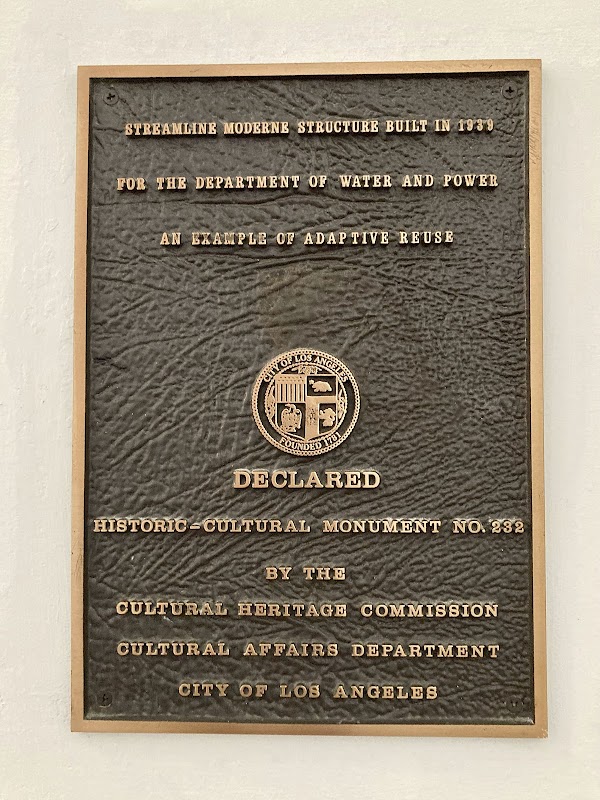 STREAMLINE MODERNE STRUCTURE BUILT IN 1939
FOR THE DEPARTMENT OF WATER AND POWER
AN EXAMPLE OF ADAPTIVE REUSE
CITY OF LOS ANGELES
FOUNDED 1781
DECLARED
HISTORIC-CULTURAL MONUMENT NO. 232
BY THE
CULTURAL HERITAGE COMMISSION
CULTURAL AFFAIRS DEPARTMENT
CITY OF LOS ANGELES